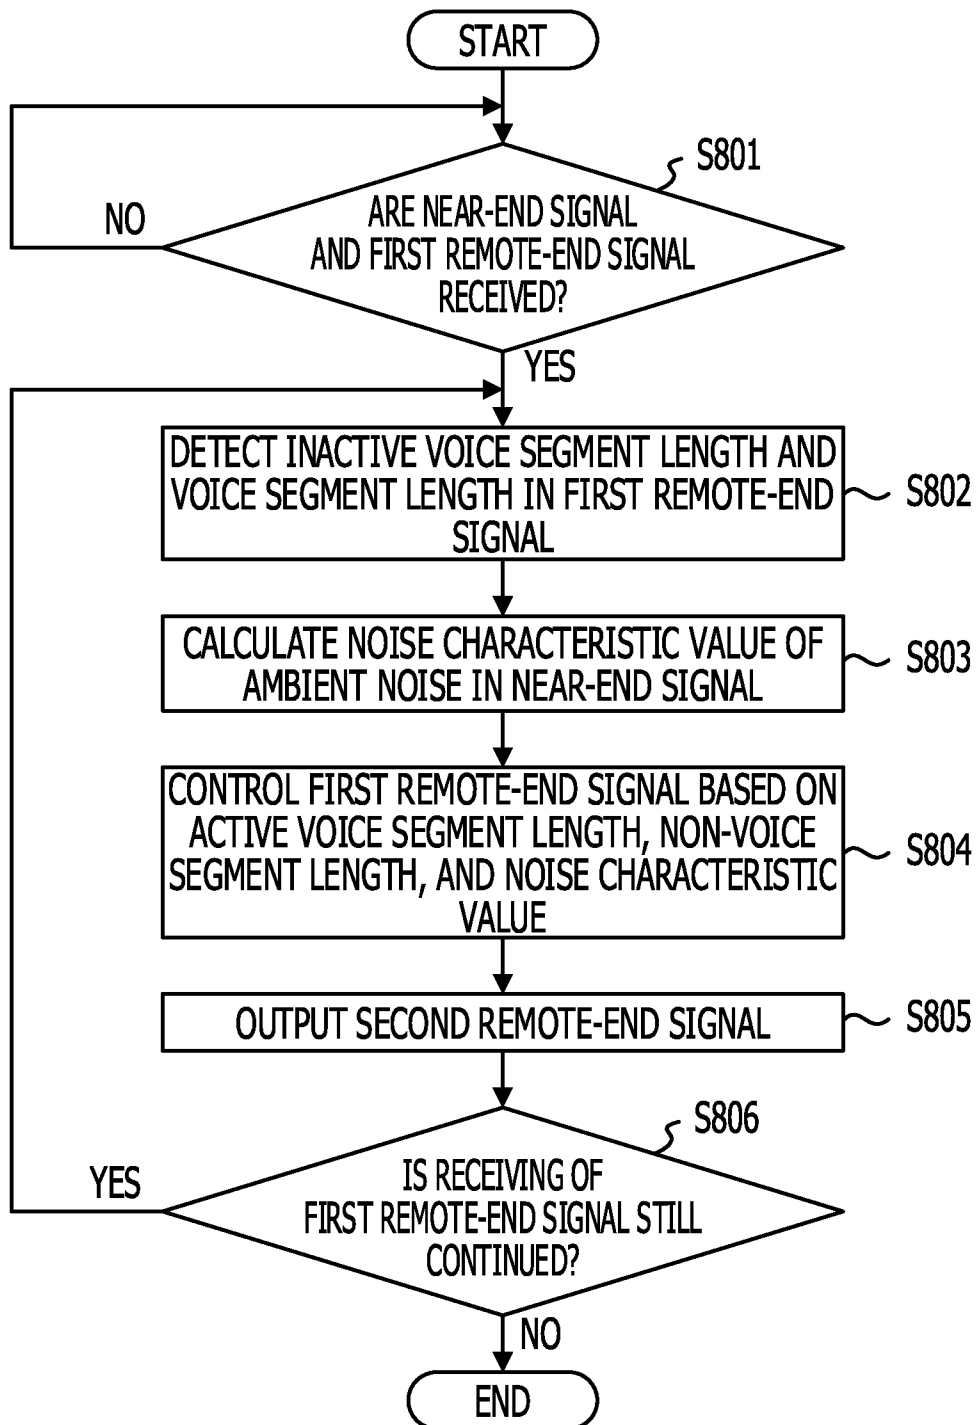 START
S801
ARE NEAR-END SIGNAL
AND FIRST REMOTE-END SIGNAL
RECEIVED?
NO
YES
DETECT INACTIVE VOICE SEGMENT LENGTH AND
VOICE SEGMENT LENGTH IN FIRST REMOTE-END
SIGNAL
S802
CALCULATE NOISE CHARACTERISTIC VALUE OF
AMBIENT NOISE IN NEAR-END SIGNAL
S803
CONTROL FIRST REMOTE-END SIGNAL BASED ON
ACTIVE VOICE SEGMENT LENGTH, NON-VOICE
SEGMENT LENGTH, AND NOISE CHARACTERISTIC
VALUE
S804
OUTPUT SECOND REMOTE-END SIGNAL
S805
S806
IS RECEIVING OF
FIRST REMOTE-END SIGNAL STILL
CONTINUED?
YES
NO
END